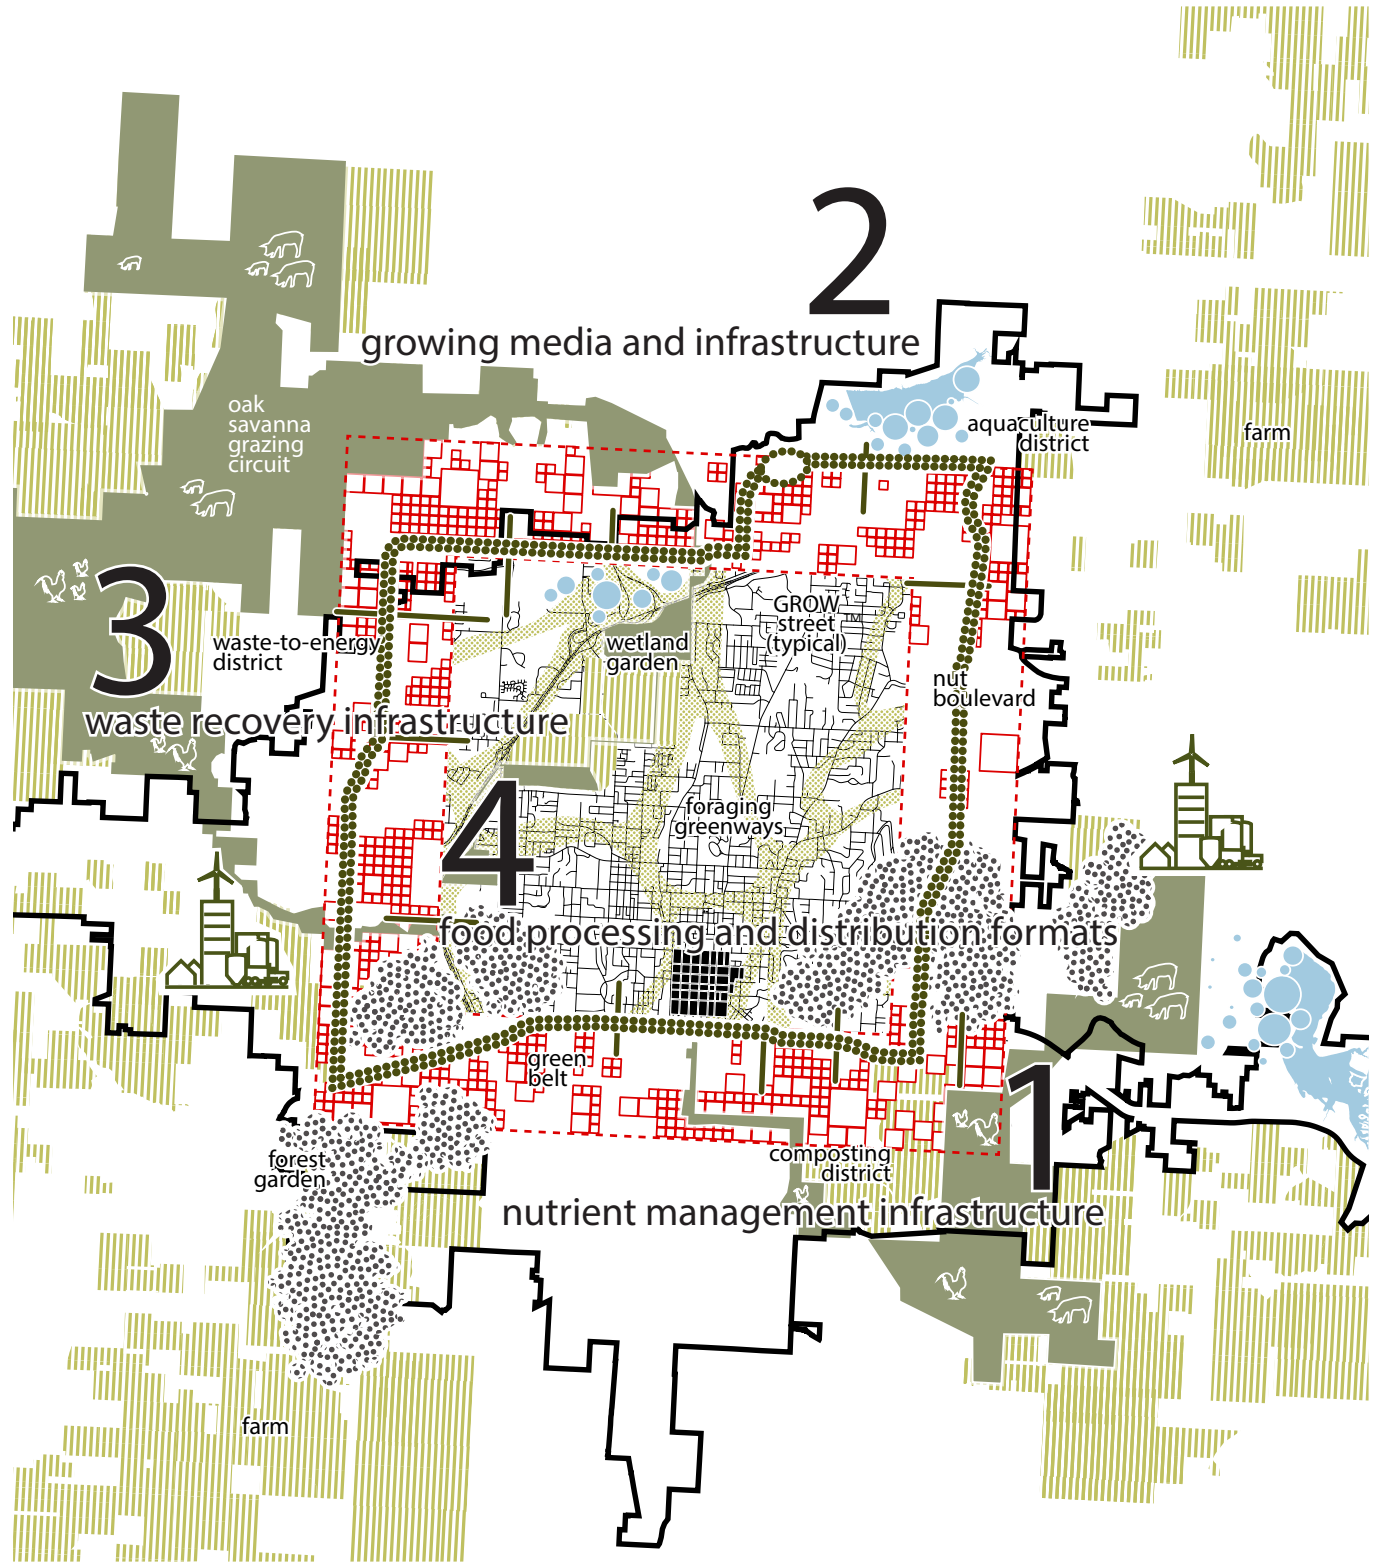 2
growing media and infrastructure
oak
savanna
grazing
circuit
aquaculture
district
farm
3
waste-to-energy
district
GROW
street™
(typical)
wetland
garden
nut
boulevard
waste recovery infrastructure
4
foraging
greenways
food processing and distribution formats
green
belt
1
forest
garden
composting
district
nutrient management infrastructure
farm